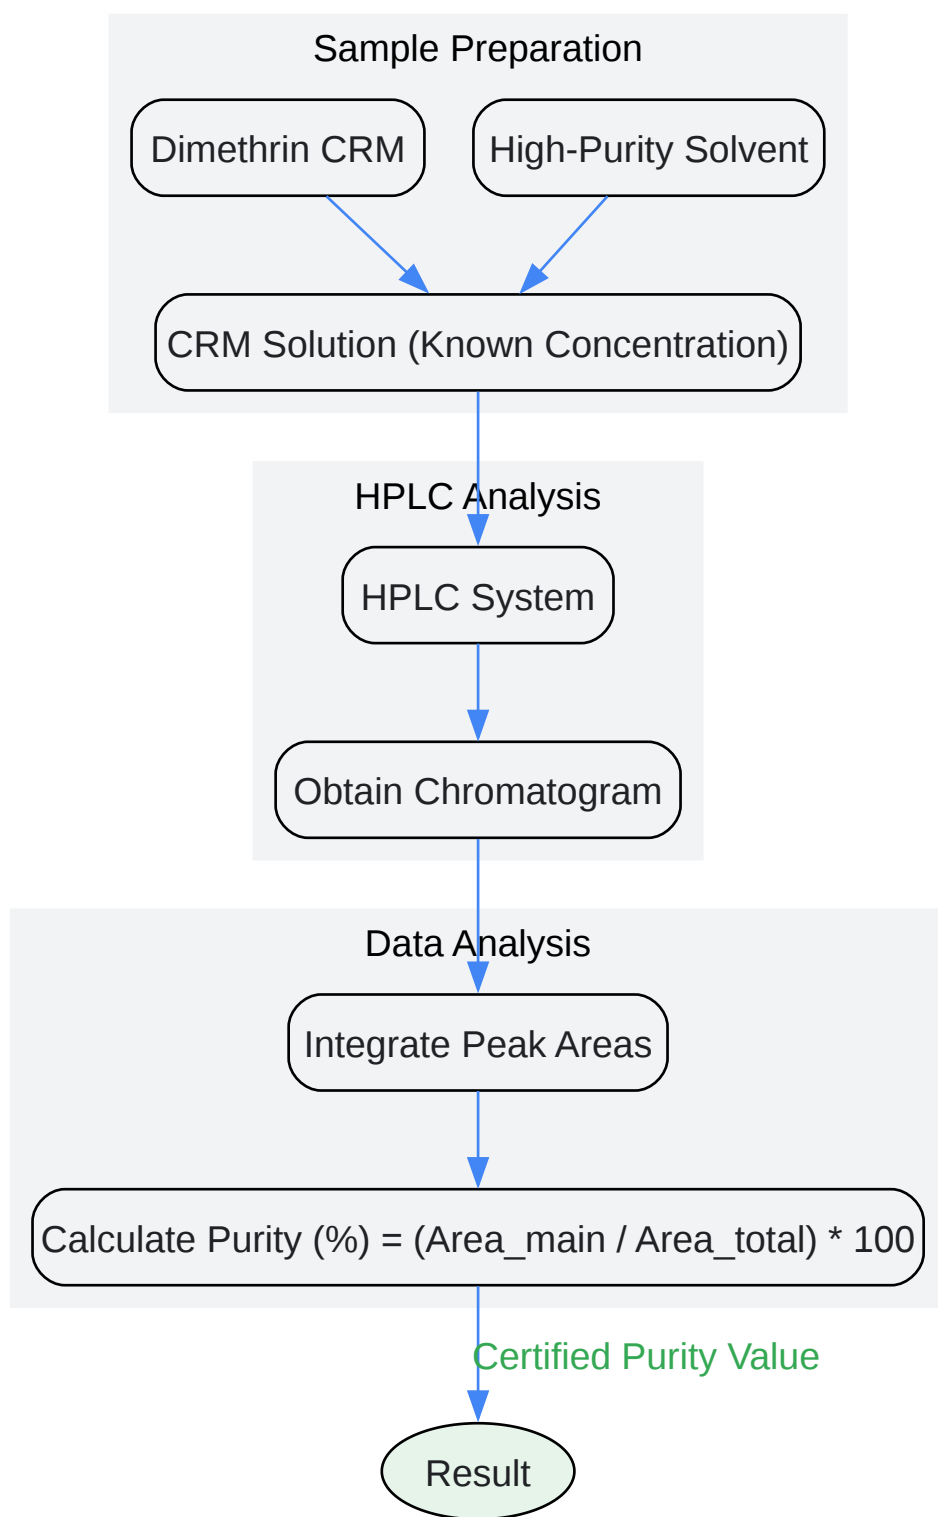 Sample Preparation
Dimethrin CRM
High-Purity Solvent
CRM Solution (Known Concentration)
HPLC Analysis
HPLC System
Obtain Chromatogram
Data Analysis
Integrate Peak Areas
Calculate Purity (%) = (Area_main / Area_total) * 100
Certified Purity Value
Result